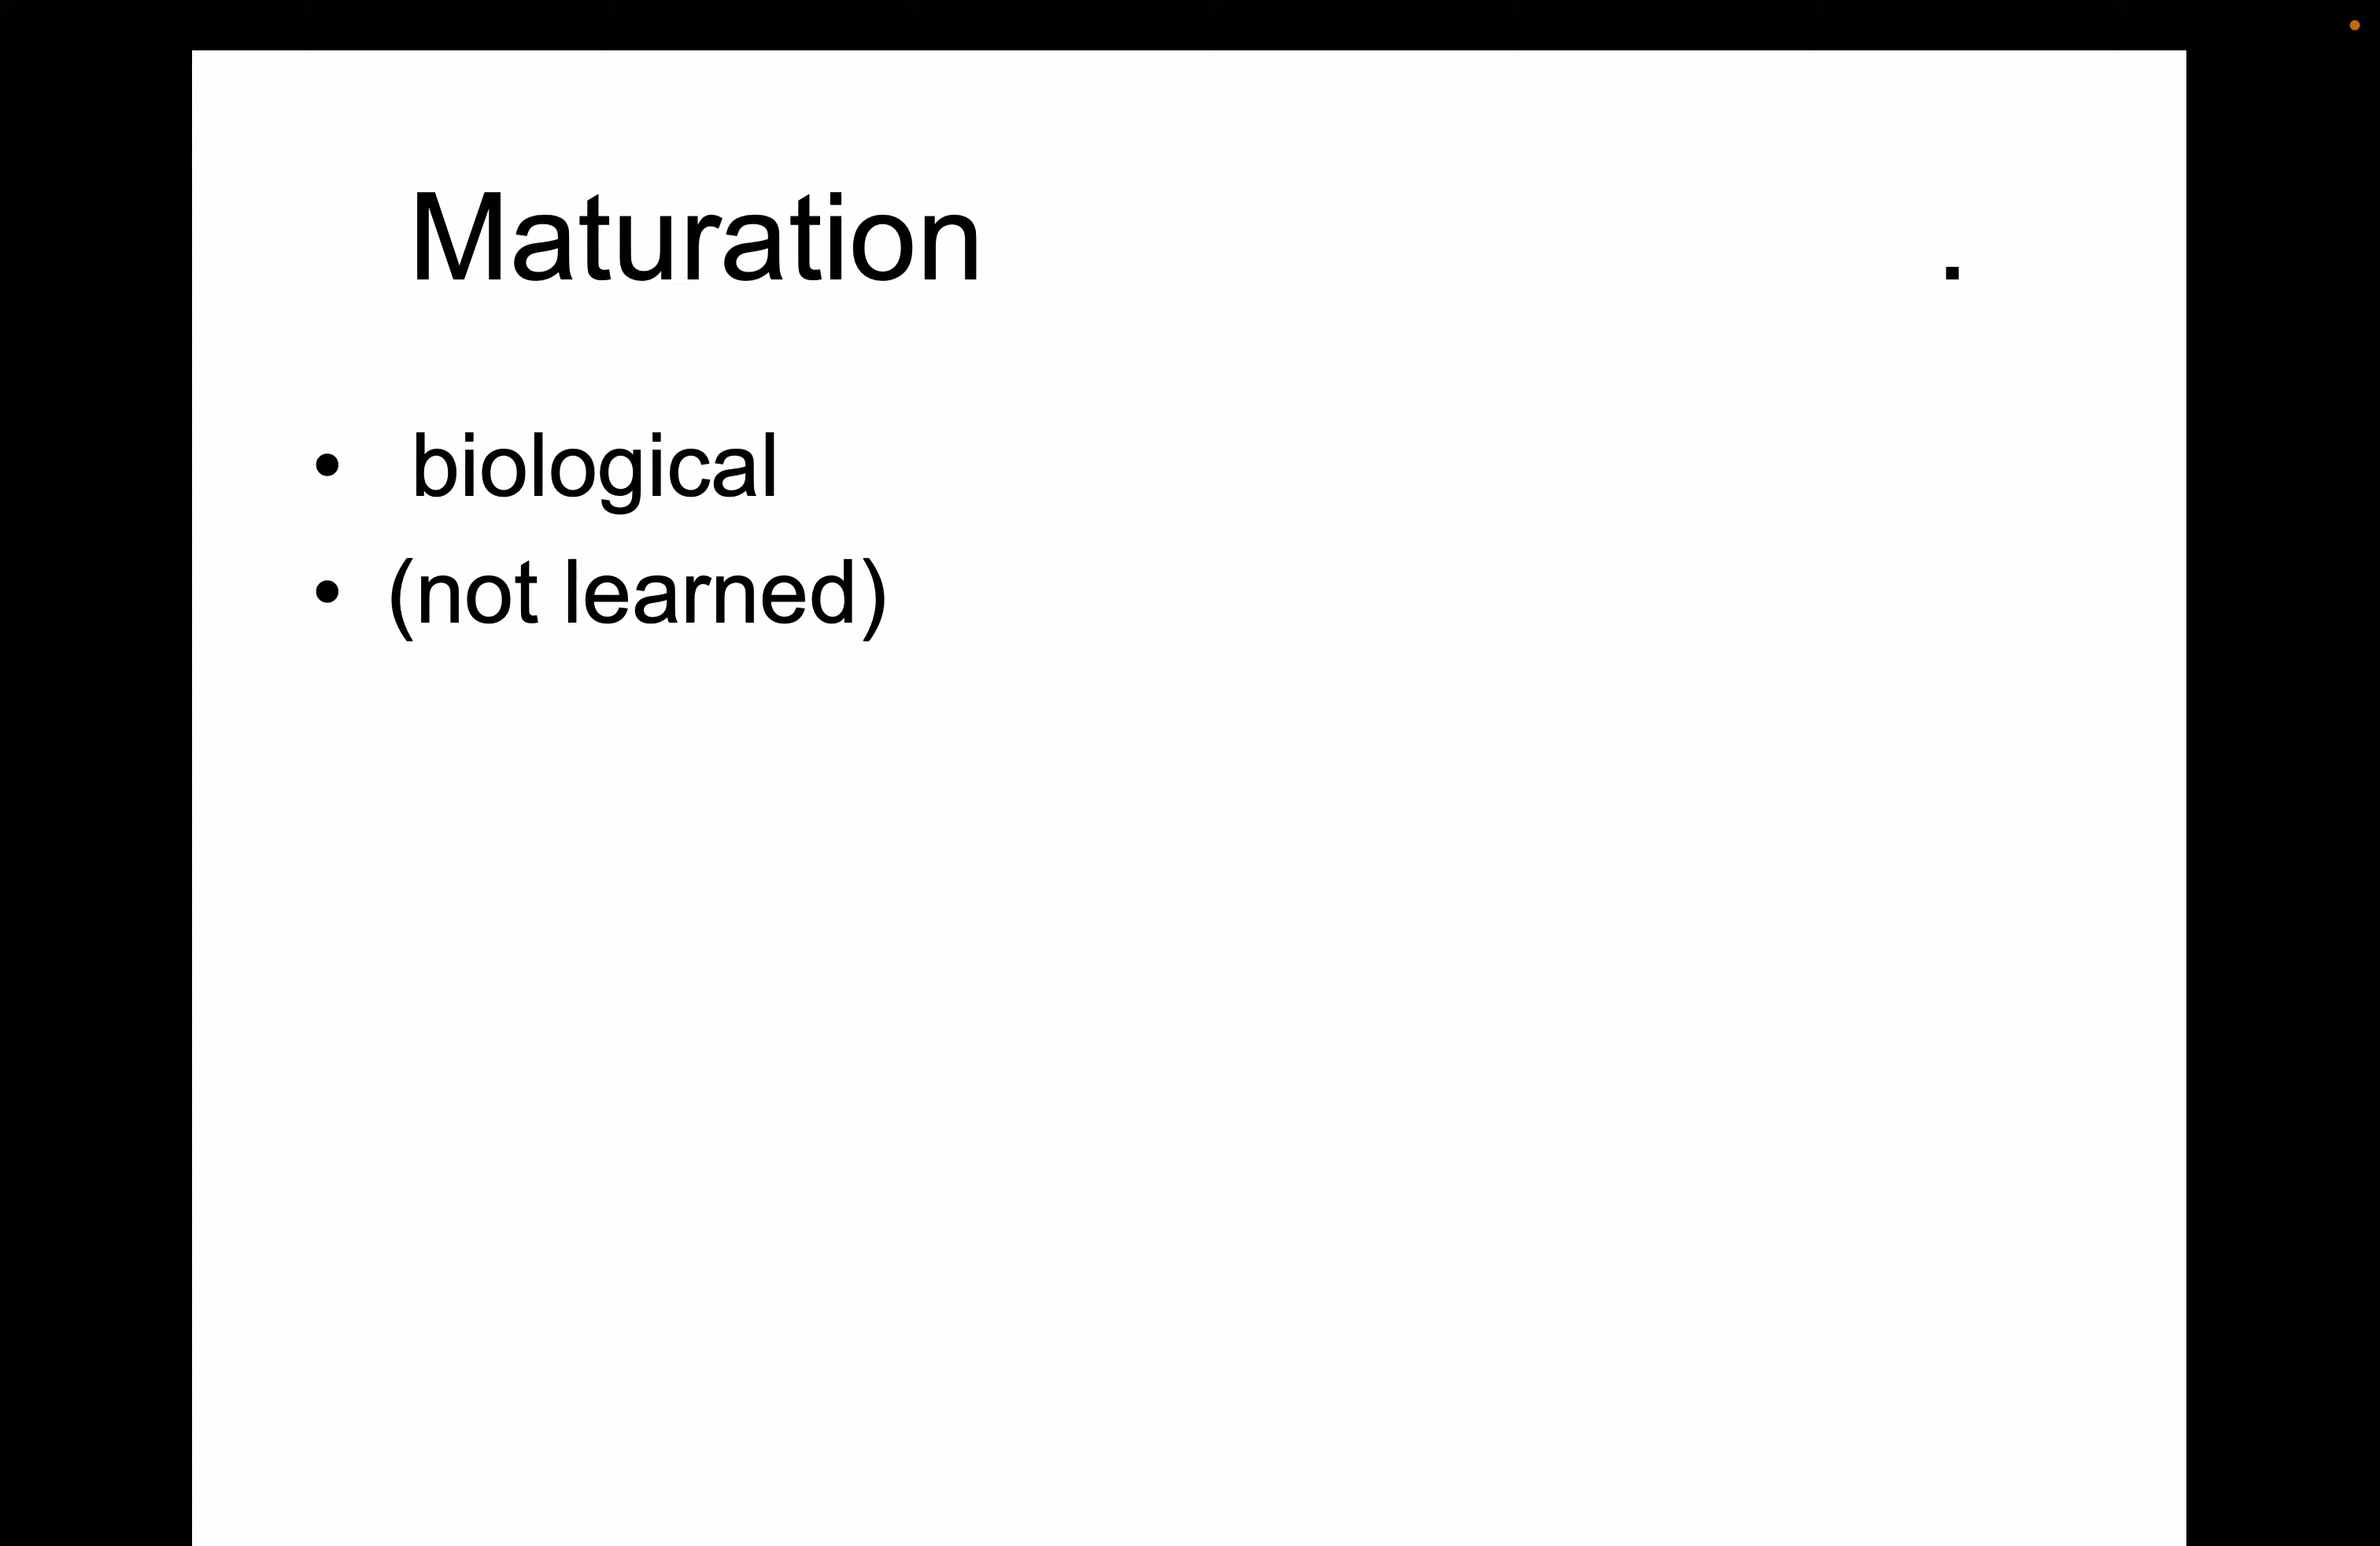 Maturation .
• biological
• (not learned)